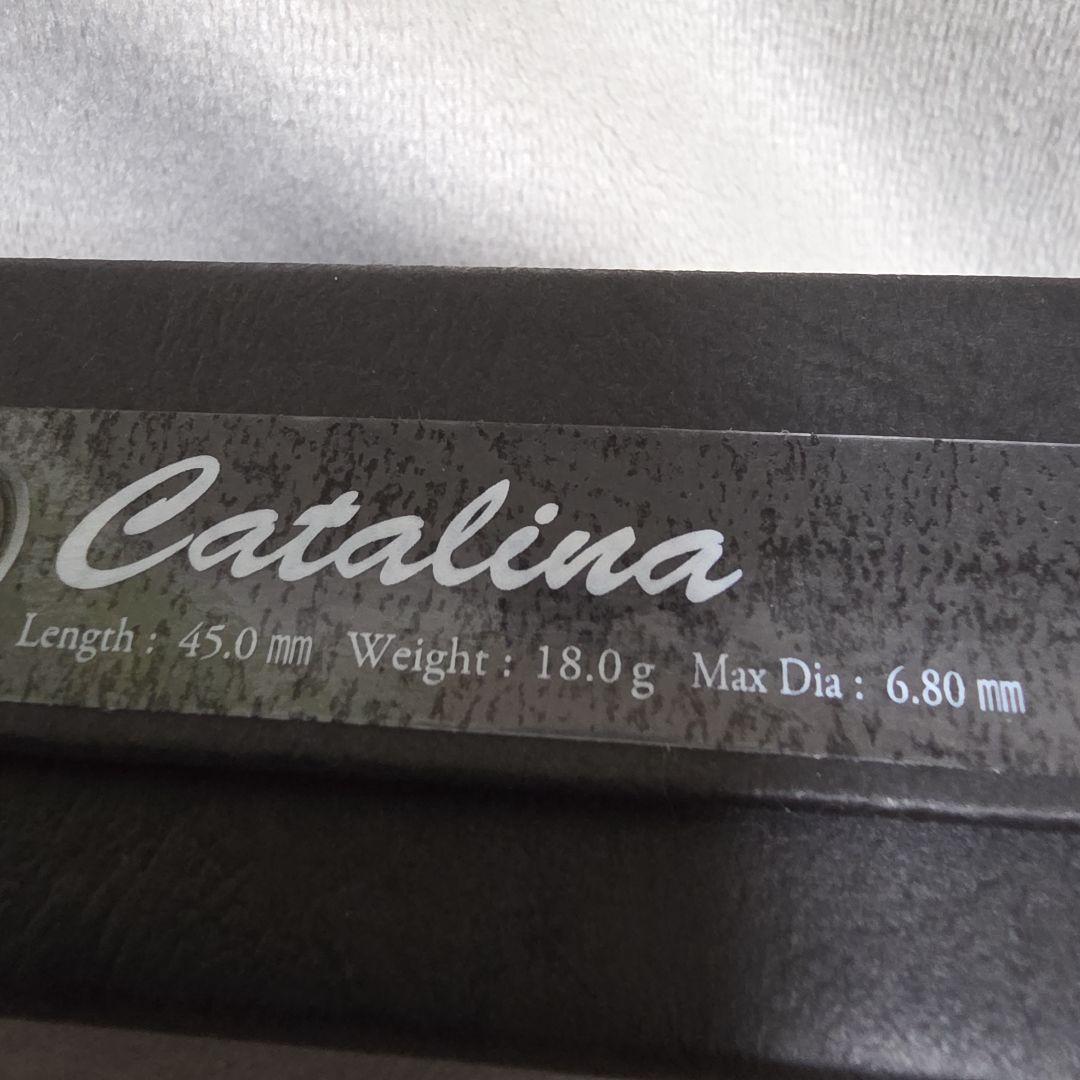 Catalina
Length : 45.0 ㎜ Weight : 18.0 g Max Dia : 6.80 ㎜